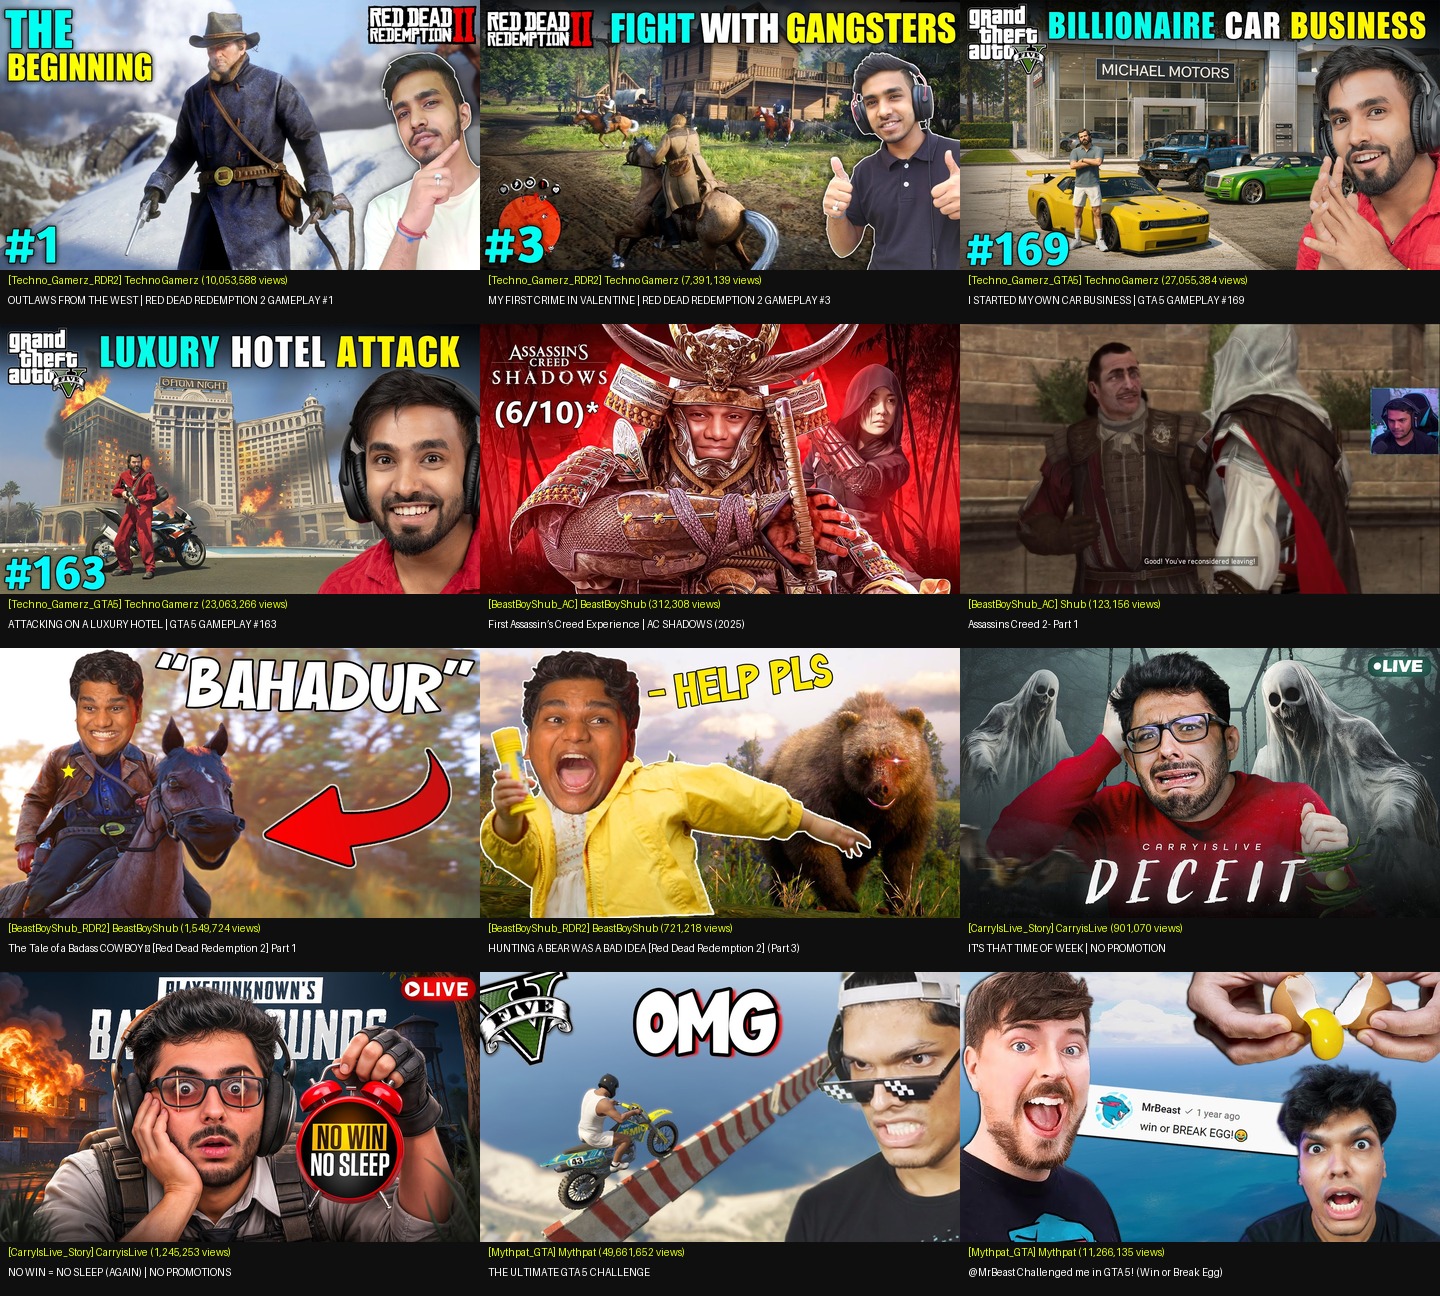 THE
BEGINNING
RED DEAD
REDEMPTION II
#1
[Techno_Gamerz_RDR2] Techno Gamerz (10,053,588 views)
OUTLAWS FROM THE WEST | RED DEAD REDEMPTION 2 GAMEPLAY #1
RED DEAD
REDEMPTION II
FIGHT WITH GANGSTERS
#3
[Techno_Gamerz_RDR2] Techno Gamerz (7,391,139 views)
MY FIRST CRIME IN VALENTINE | RED DEAD REDEMPTION 2 GAMEPLAY #3
grand
theft
auto
FIVE
BILLIONAIRE CAR BUSINESS
MICHAEL MOTORS
#169
[Techno_Gamerz_GTA5] Techno Gamerz (27,055,384 views)
I STARTED MY OWN CAR BUSINESS | GTA 5 GAMEPLAY #169
grand
theft
auto
FIVE
LUXURY HOTEL ATTACK
#163
[Techno_Gamerz_GTA5] Techno Gamerz (23,063,266 views)
ATTACKING ON A LUXURY HOTEL | GTA 5 GAMEPLAY #163
ASSASSIN'S
CREED
SHADOWS
(6/10)*
[BeastBoyShub_AC] BeastBoyShub (312,308 views)
First Assassin's Creed Experience | AC SHADOWS (2025)
Good! You've reconsidered leaving!
[BeastBoyShub_AC] Shub (123,156 views)
Assassins Creed 2- Part 1
"BAHADUR"
[BeastBoyShub_RDR2] BeastBoyShub (1,549,724 views)
The Tale of a Badass COWBOY [Red Dead Redemption 2] Part 1
- HELP PLS
[BeastBoyShub_RDR2] BeastBoyShub (721,218 views)
HUNTING A BEAR WAS A BAD IDEA [Red Dead Redemption 2] (Part 3)
LIVE
CARRYISLIVE
DECEIT
[CarryIsLive_Story] CarryisLive (901,070 views)
IT'S THAT TIME OF WEEK | NO PROMOTION
LIVE
NO WIN
NO SLEEP
[CarryIsLive_Story] CarryisLive (1,245,253 views)
NO WIN = NO SLEEP (AGAIN) | NO PROMOTIONS
FIVE
OMG
43
[Mythpat_GTA] Mythpat (49,661,652 views)
THE ULTIMATE GTA 5 CHALLENGE
MrBeast 1 year ago
win or BREAK EGG!😂
[Mythpat_GTA] Mythpat (11,266,135 views)
@MrBeast Challenged me in GTA 5! (Win or Break Egg)